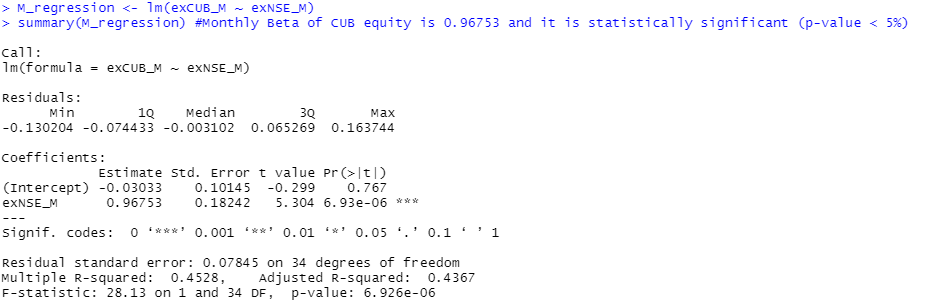 > M_regression <- lm(exCUB_M ~ exNSE_M)
> summary(M_regression) #Monthly Beta of CUB equity is 0.96753 and it is statistically significant (p-value < 5%)
Call:
lm(formula = exCUB_M ~ exNSE_M)
Residuals:
      Min        1Q    Median        3Q       Max
-0.130204 -0.074433 -0.003102  0.065269  0.163744
Coefficients:
            Estimate Std. Error t value Pr(>|t|)
(Intercept) -0.03033    0.10145  -0.299    0.767
exNSE_M      0.96753    0.18242   5.304 6.93e-06 ***
---
Signif. codes:  0 ‘***’ 0.001 ‘**’ 0.01 ‘*’ 0.05 ‘.’ 0.1 ‘ ’ 1
Residual standard error: 0.07845 on 34 degrees of freedom
Multiple R-squared:  0.4528,    Adjusted R-squared:  0.4367
F-statistic: 28.13 on 1 and 34 DF,  p-value: 6.926e-06